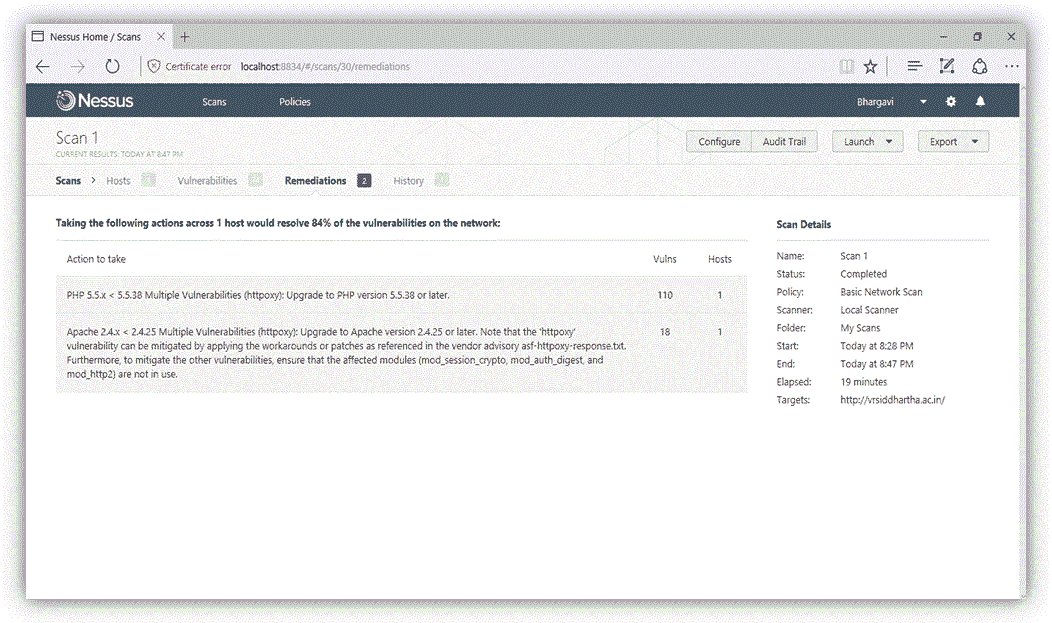 Nessus Home / Scans
Certificate error localhost:8834/#/scans/30/remediations
Nessus Scans Policies Bhargavi
Scan 1
CURRENT RESULTS: TODAY AT 8:47 PM
Configure Audit Trail Launch Export
Scans > Hosts Vulnerabilities Remediations 2 History
Taking the following actions across 1 host would resolve 84% of the vulnerabilities on the network:
Action to take Vulns Hosts
PHP 5.5.x < 5.5.38 Multiple Vulnerabilities (httpoxy): Upgrade to PHP version 5.5.38 or later. 110 1
Apache 2.4.x < 2.4.25 Multiple Vulnerabilities (httpoxy): Upgrade to Apache version 2.4.25 or later. Note that the 'httpoxy' 18 1
vulnerability can be mitigated by applying the workarounds or patches as referenced in the vendor advisory asf-httpoxy-response.txt.
Furthermore, to mitigate the other vulnerabilities, ensure that the affected modules (mod_session_crypto, mod_auth_digest, and
mod_http2) are not in use.
Scan Details
Name: Scan 1
Status: Completed
Policy: Basic Network Scan
Scanner: Local Scanner
Folder: My Scans
Start: Today at 8:28 PM
End: Today at 8:47 PM
Elapsed: 19 minutes
Targets: http://vrsiddhartha.ac.in/